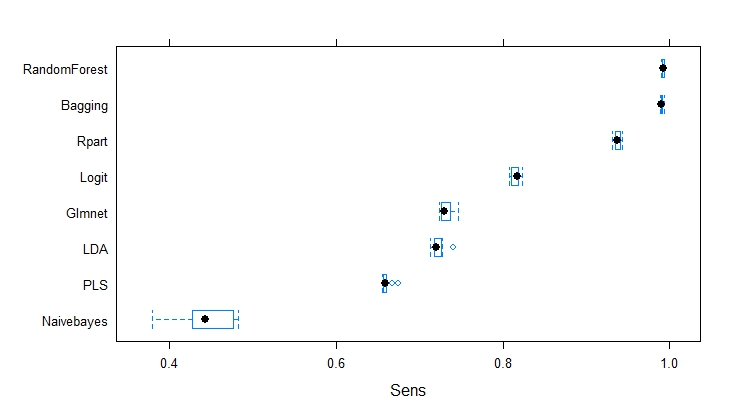 RandomForest
Bagging
Rpart
Logit
Glmnet
LDA
PLS
Naivebayes
0.4 0.6 0.8 1.0
Sens